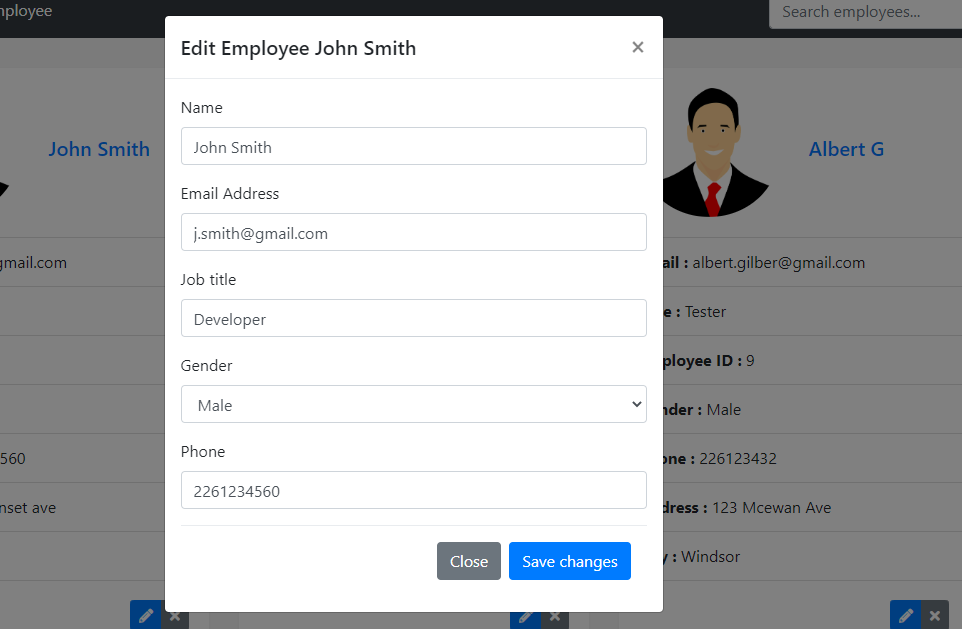 mployee
Search employees...
Edit Employee John Smith
×
Name
John Smith
Email Address
j.smith@gmail.com
Job title
Developer
Gender
Male
Phone
2261234560
Close
Save changes
John Smith
gmail.com
560
nset ave
Albert G
ail : albert.gilber@gmail.com
e : Tester
ployee ID : 9
nder : Male
one : 226123432
dress : 123 Mcewan Ave
y : Windsor